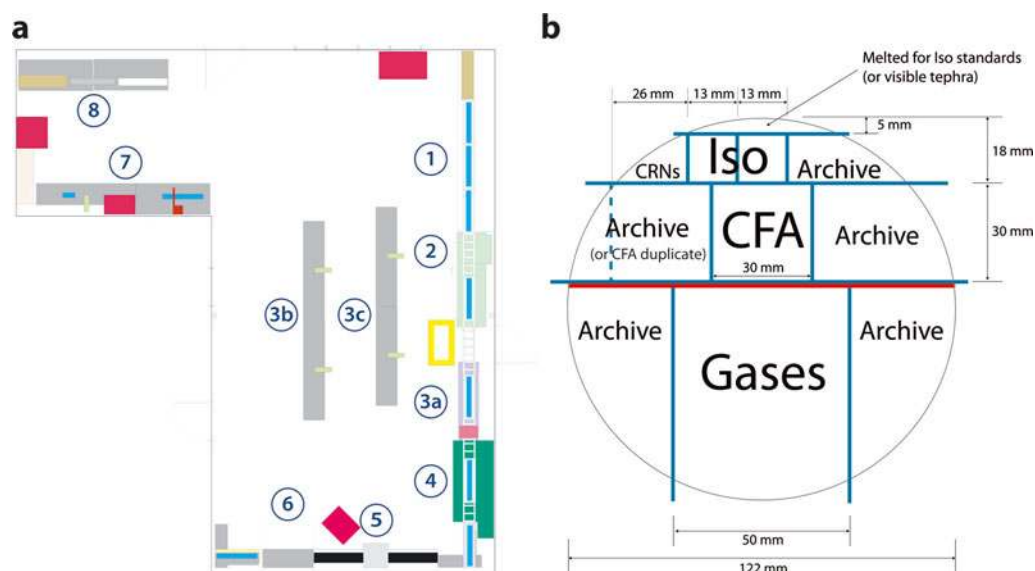 a
8
7
1
2
3b
3c
3a
4
6
5
b
Melted for Iso standards
(or visible tephra)
26 mm
13 mm
13 mm
5 mm
18 mm
CRNs
Iso
Archive
Archive
(or CFA duplicate)
CFA
Archive
30 mm
30 mm
Archive
Gases
Archive
50 mm
122 mm